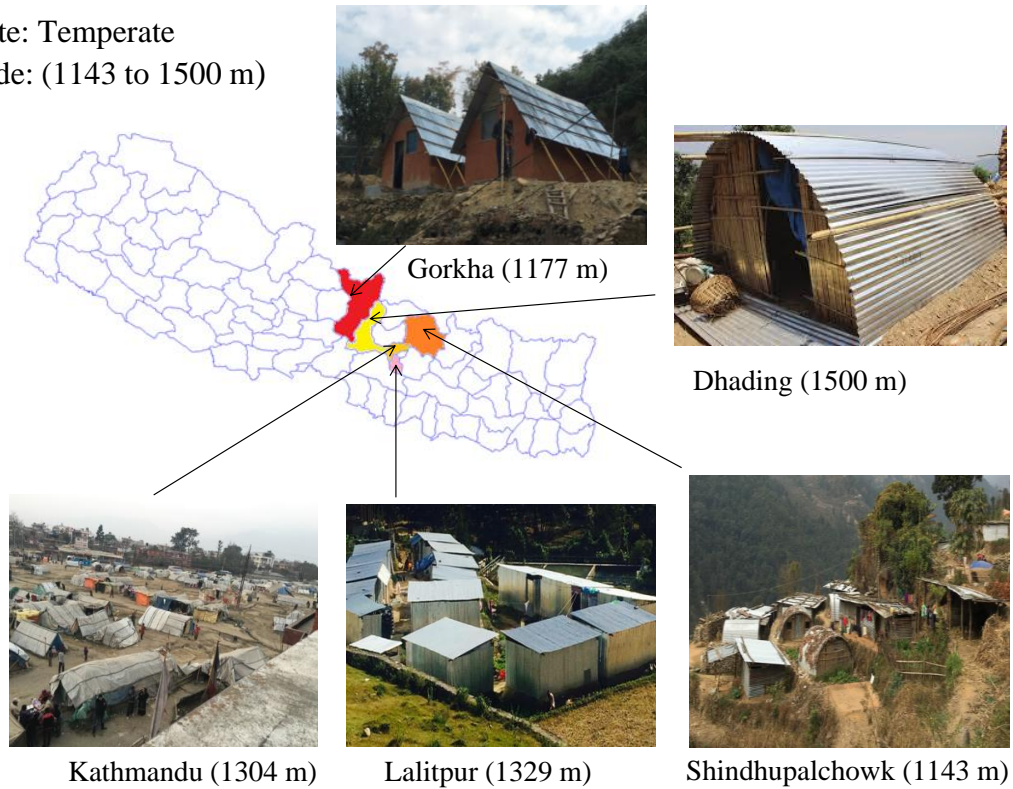 te: Temperate
de: (1143 to 1500 m)
Gorkha (1177 m)
Dhading (1500 m)
Kathmandu (1304 m)
Lalitpur (1329 m)
Shindhupalchowk (1143 m)